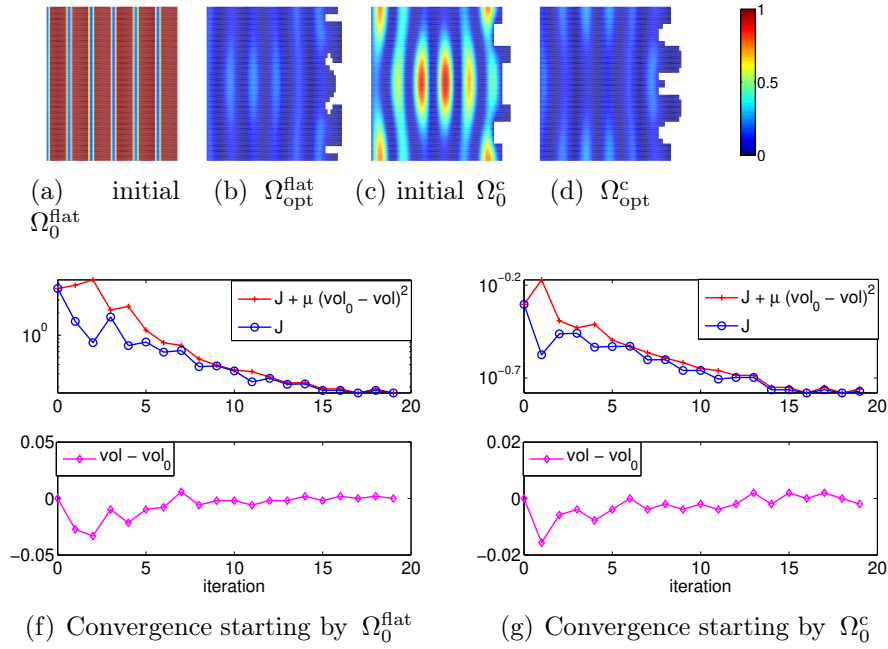 1
0.5
0
(a) initial Ω₀^flat
(b) Ω_opt^flat
(c) initial Ω₀^c
(d) Ω_opt^c
J + μ (vol₀ − vol)²
J
10⁰
0 5 10 15 20
vol − vol₀
0.05
0
−0.05
0 5 10 15 20
iteration
(f) Convergence starting by Ω₀^flat
J + μ (vol₀ − vol)²
J
10^−0.2
10^−0.7
0 5 10 15 20
vol − vol₀
0.02
0
−0.02
0 5 10 15 20
iteration
(g) Convergence starting by Ω₀^c